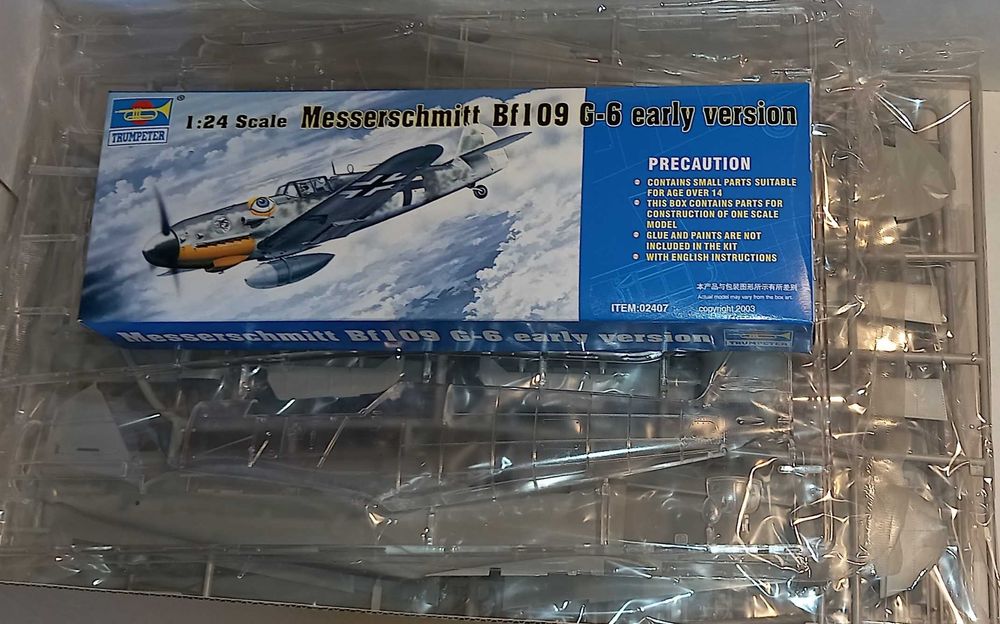 TRUMPETER
1:24 Scale Messerschmitt Bf109 G-6 early version
PRECAUTION
CONTAINS SMALL PARTS SUITABLE
FOR AGE OVER 14
THIS BOX CONTAINS PARTS FOR
CONSTRUCTION OF ONE SCALE
MODEL
GLUE AND PAINTS ARE NOT
INCLUDED IN THE KIT
WITH ENGLISH INSTRUCTIONS
本产品与包装图形所示有所差别
Actual model may vary from the box art.
ITEM:02407 copyright 2003
Messerschmitt Bf109 G-6 early version
TRUMPETER